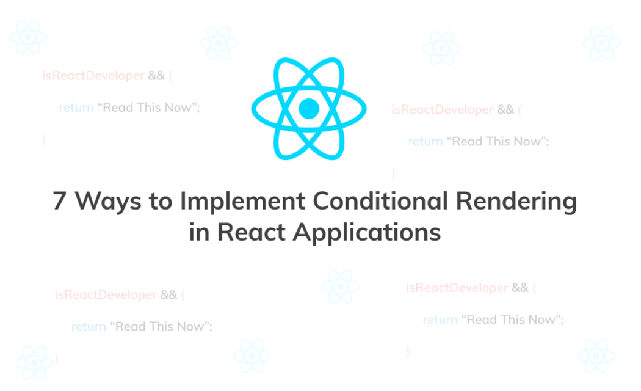 isReactDeveloper && (
return “Read This Now”;
)
isReactDeveloper && (
return “Read This Now”;
)
7 Ways to Implement Conditional Rendering
in React Applications
isReactDeveloper && (
return “Read This Now”;
)
isReactDeveloper && (
return “Read This Now”;
)